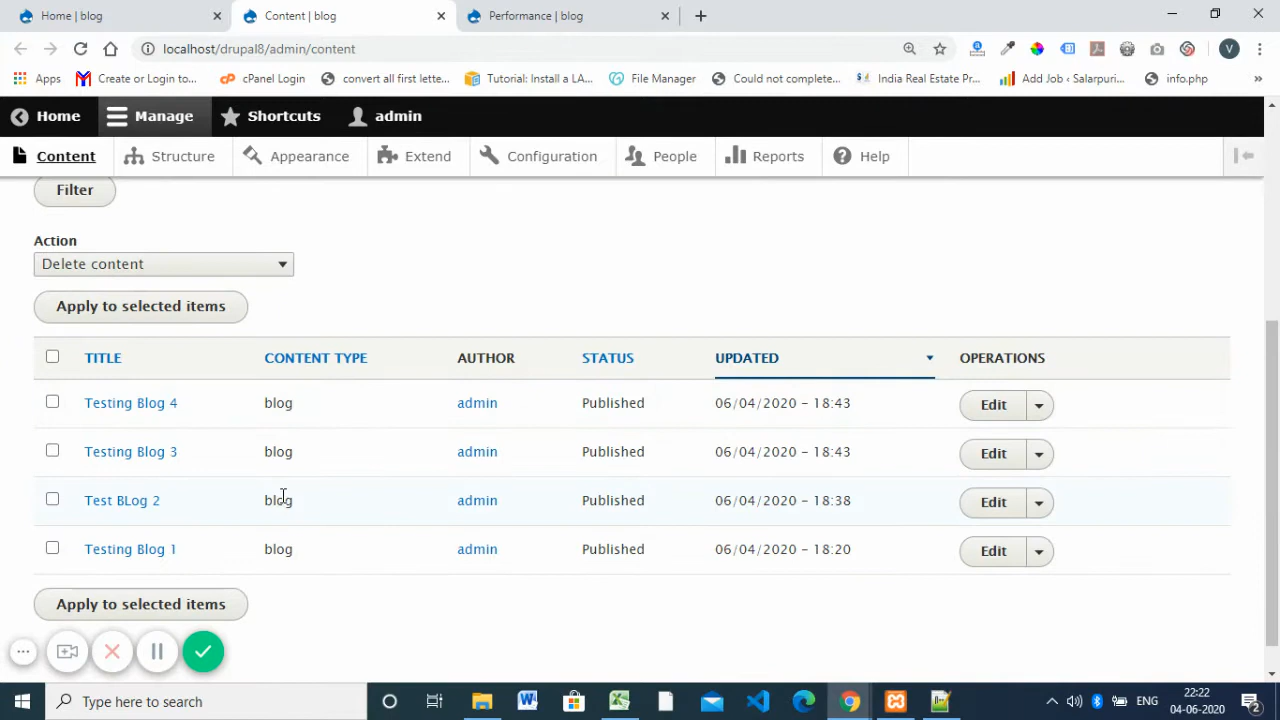 Home | blog
Content | blog
Performance | blog
localhost/drupal8/admin/content
V
Apps
Create or Login to...
cPanel Login
convert all first lette...
Tutorial: Install a LA...
File Manager
Could not complete...
India Real Estate Pr...
Add Job ‹ Salarpuri...
info.php
»
Home
Manage
Shortcuts
admin
Content
Structure
Appearance
Extend
Configuration
People
Reports
Help
Filter
Action
Delete content
Apply to selected items
TITLE CONTENT TYPE AUTHOR STATUS UPDATED OPERATIONS
Testing Blog 4 blog admin Published 06/04/2020 - 18:43 Edit
Testing Blog 3 blog admin Published 06/04/2020 - 18:43 Edit
Test BLog 2 blog admin Published 06/04/2020 - 18:38 Edit
Testing Blog 1 blog admin Published 06/04/2020 - 18:20 Edit
Apply to selected items
Type here to search
ENG
22:22
04-06-2020
2